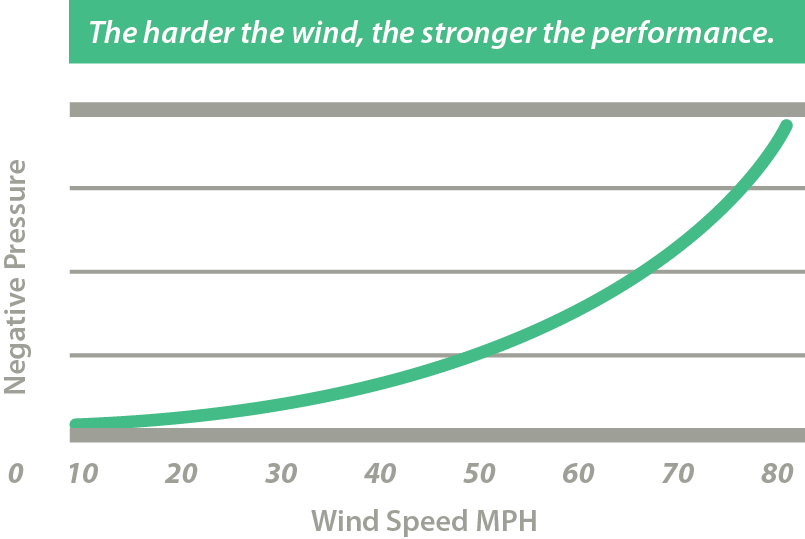 The harder the wind, the stronger the performance.
Negative Pressure
0 10 20 30 40 50 60 70 80
Wind Speed MPH